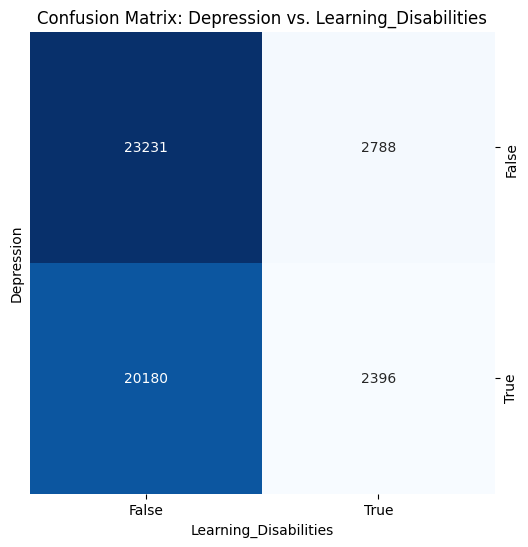 Confusion Matrix: Depression vs. Learning_Disabilities
Depression
23231 2788
False
20180 2396
True
False True
Learning_Disabilities